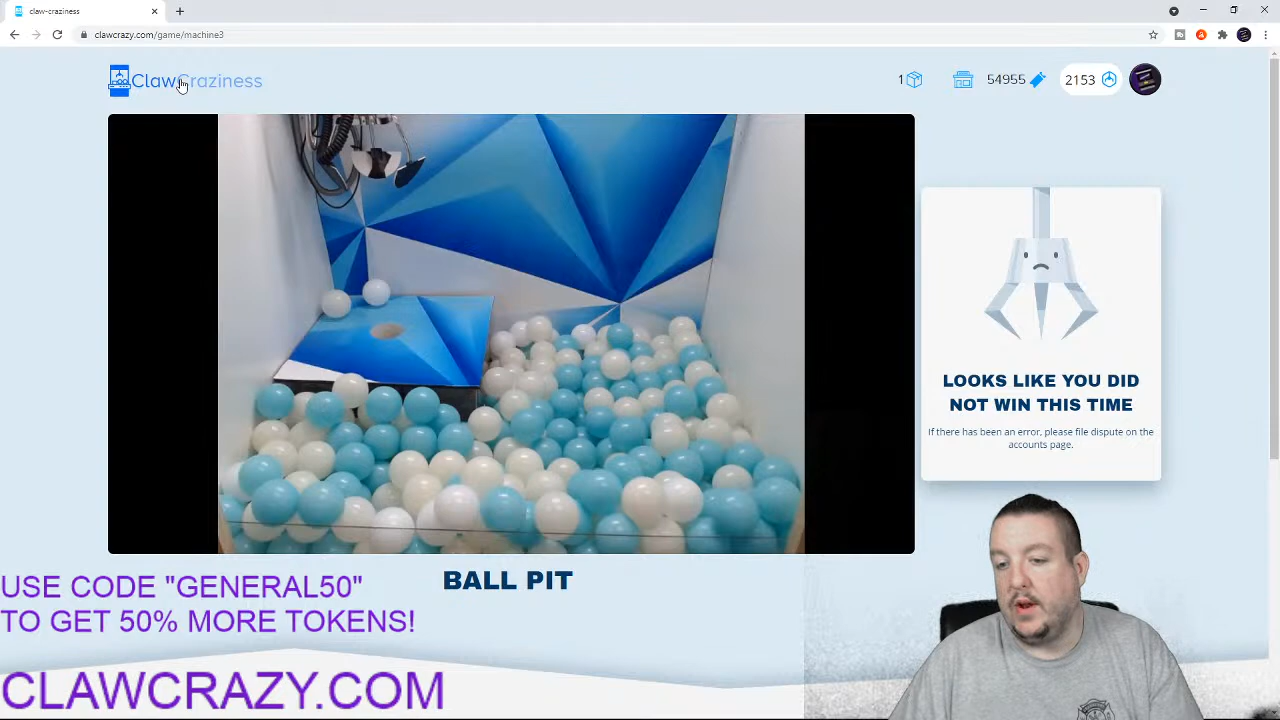 claw-craziness
clawcrazy.com/game/machine3
ClawCraziness
1
54955
2153
LOOKS LIKE YOU DID
NOT WIN THIS TIME
If there has been an error, please file dispute on the
accounts page.
BALL PIT
USE CODE "GENERAL50"
TO GET 50% MORE TOKENS!
CLAWCRAZY.COM